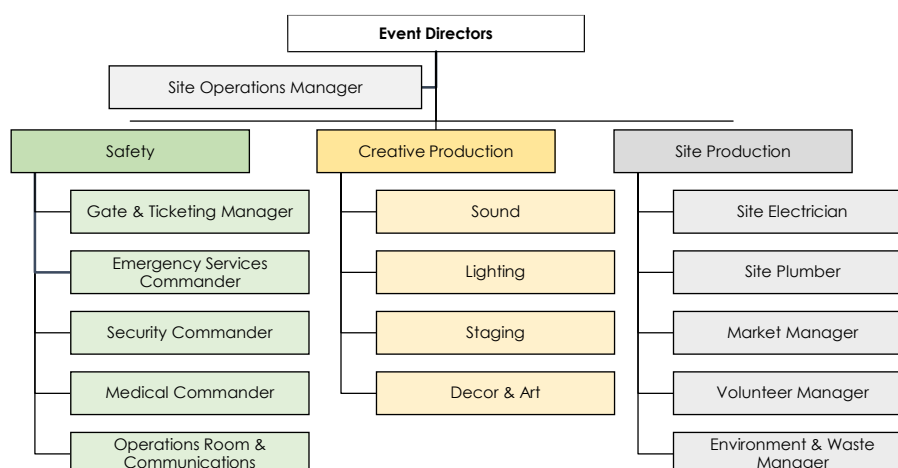 Event Directors
Site Operations Manager
Safety
Creative Production
Site Production
Gate & Ticketing Manager
Emergency Services
Commander
Security Commander
Medical Commander
Operations Room &
Communications
Sound
Lighting
Staging
Decor & Art
Site Electrician
Site Plumber
Market Manager
Volunteer Manager
Environment & Waste
Manager